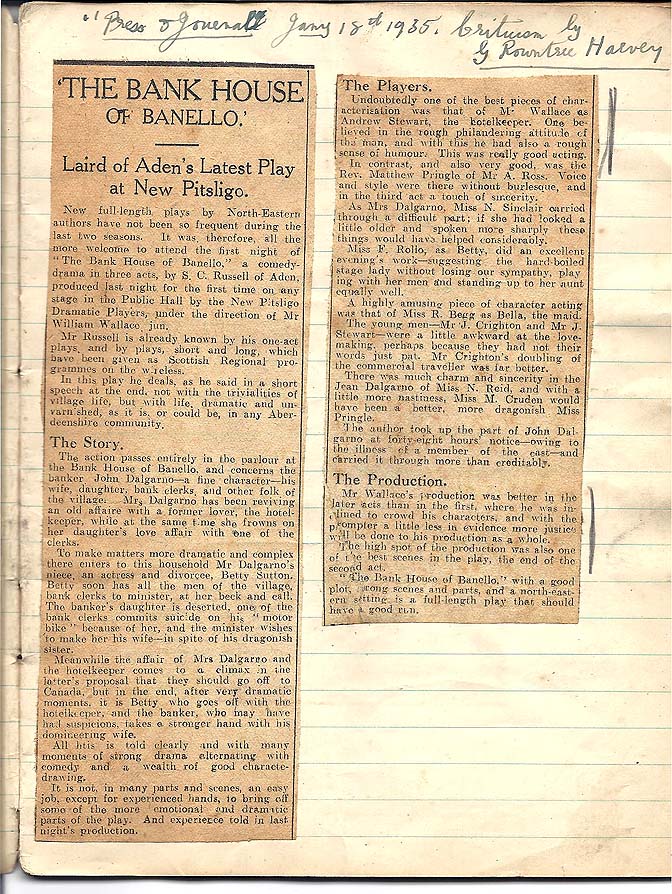 "Press & Journal" Jany 18th 1935. Criticism by
G Rowntree Harvey
'THE BANK HOUSE
OF BANELLO.'
Laird of Aden's Latest Play
at New Pitsligo.
New full-length plays by North-Eastern
authors have not been so frequent during the
last two seasons. It was, therefore, all the
more welcome to attend the first night of
"The Bank House of Banello," a comedy-
drama in three acts, by S. C. Russell of Aden,
produced last night for the first time on any
stage in the Public Hall by the New Pitsligo
Dramatic Players, under the direction of Mr
William Wallace, jun.
Mr Russell is already known by his one-act
plays, and by plays, short and long, which
have been given as Scottish Regional pro-
grammes on the wireless.
In this play he deals, as he said in a short
speech at the end, not with the trivialities of
village life, but with life, dramatic and un-
varnished, as it is, or could be, in any Aber-
deenshire community.
The Story.
The action passes entirely in the parlour at
the Bank House of Banello, and concerns the
banker John Dalgarno—a fine character—his
wife, daughter, bank clerks, and other folk of
the village. Mrs Dalgarno has been reviving
an old affaire with a former lover, the hotel-
keeper, while at the same time she frowns on
her daughter's love affair with one of the
clerks.
To make matters more dramatic and complex
there enters to this household Mr Dalgarno's
niece, an actress and divorcee, Betty Sutton.
Betty soon has all the men of the village,
bank clerks to minister, at her beck and call.
The banker's daughter is deserted, one of the
bank clerks commits suicide on his "motor
bike" because of her, and the minister wishes
to make her his wife—in spite of his dragonish
sister.
Meanwhile the affair of Mrs Dalgarno and
the hotelkeeper comes to a climax in the
latter's proposal that they should go off to
Canada, but in the end, after very dramatic
moments, it is Betty who goes off with the
hotelkeeper, and the banker, who may have
had suspicions, takes a stronger hand with his
domineering wife.
All htis is told clearly and with many
moments of strong drama alternating with
comedy and a wealth rof good characte-
drawing.
It is not, in many parts and scenes, an easy
job, except for experienced hands, to bring off
some of the more emotional and dramatic
parts of the play. And experience told in last
night's production.
The Players.
Undoubtedly one of the best pieces of char-
acterisation was that of Mr Wallace as
Andrew Stewart, the hotelkeeper. One be-
lieved in the rough philandering attitude of
the man, and with this he had also a rough
sense of humour. This was really good acting.
In contrast, and also very good, was the
Rev. Matthew Pringle of Mr A. Ross. Voice
and style were there without burlesque, and
in the third act a touch of sincerity.
As Mrs Dalgarno, Miss N. Sinclair carried
through a difficult part; if she had looked a
little older and spoken more sharply these
things would have helped considerably.
Miss F. Rollo, as Betty, did an excellent
evening's work—suggesting the hard-boiled
stage lady without losing our sympathy, play
ing with her men and standing up to her aunt
equally well.
A highly amusing piece of character acting
was that of Miss R. Begg as Bella, the maid.
The young men—Mr J. Crighton and Mr J.
Stewart—were a little awkward at the love-
making, perhaps because they had not their
words just pat. Mr Crighton's doubling of
the commercial traveller was far better.
There was much charm and sincerity in the
Jean Dalgarno of Miss N. Reid, and with a
little more nastiness, Miss M. Cruden would
have been a better, more dragonish Miss
Pringle.
The author took up the part of John Dal-
garno at forty-eight hours' notice—owing to
the illness of a member of the cast—and
carried it through more than creditably.
The Production.
Mr Wallace's production was better in the
later acts than in the first, where he was in-
clined to crowd his characters, and with the
prompter a little less in evidence more justice
will be done to his production as a whole.
The high spot of the production was also one
of the best scenes in the play, the end of the
second act.
"The Bank House of Banello," with a good
plot, strong scenes and parts, and a north-east-
ern setting is a full-length play that should
have a good run.